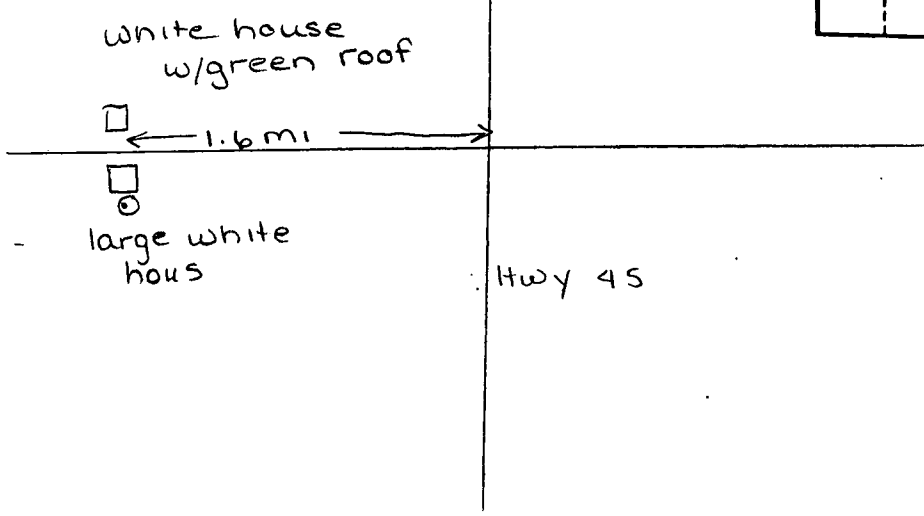 white house
w/green roof
1.6 mi
large white
hous
Hwy 45